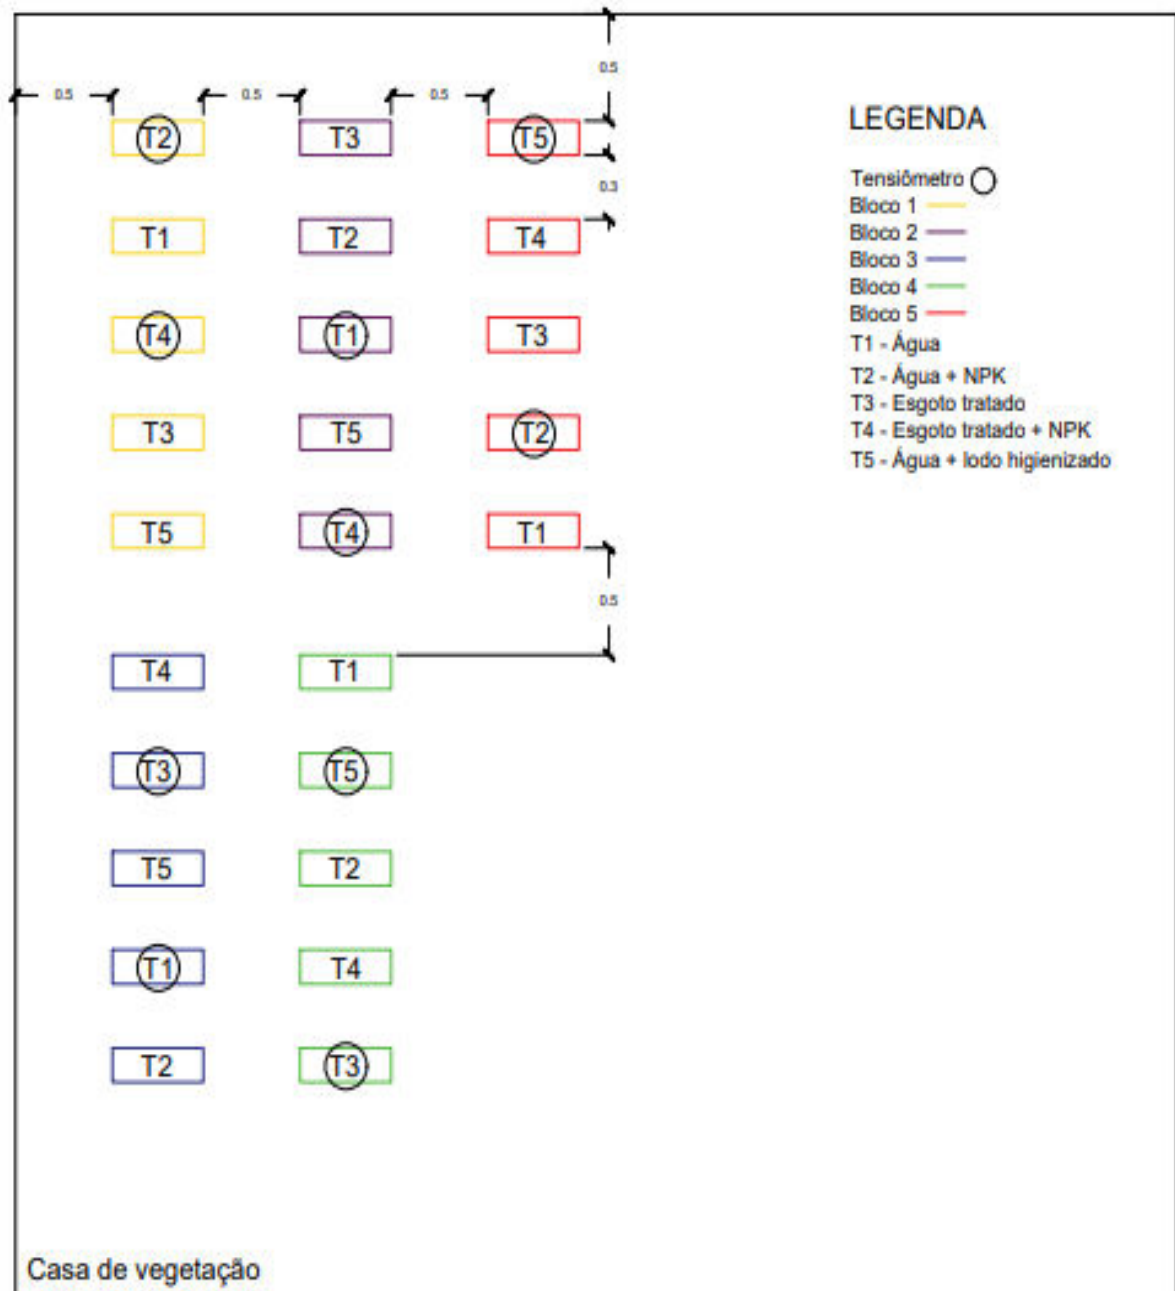 0.5
0.5 0.5 0.5
T2 T3 T5
0.3
T1 T2 T4
T4 T1 T3
T3 T5 T2
T5 T4 T1
0.5
T4 T1
T3 T5
T5 T2
T1 T4
T2 T3
LEGENDA
Tensiômetro
Bloco 1
Bloco 2
Bloco 3
Bloco 4
Bloco 5
T1 - Água
T2 - Água + NPK
T3 - Esgoto tratado
T4 - Esgoto tratado + NPK
T5 - Água + lodo higienizado
Casa de vegetação